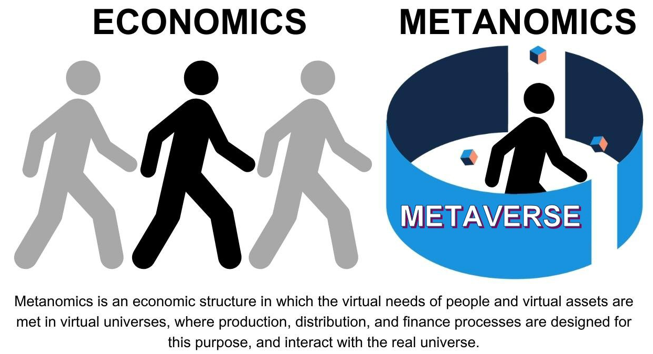 ECONOMICS
METANOMICS
METAVERSE
Metanomics is an economic structure in which the virtual needs of people and virtual assets are
met in virtual universes, where production, distribution, and finance processes are designed for
this purpose, and interact with the real universe.